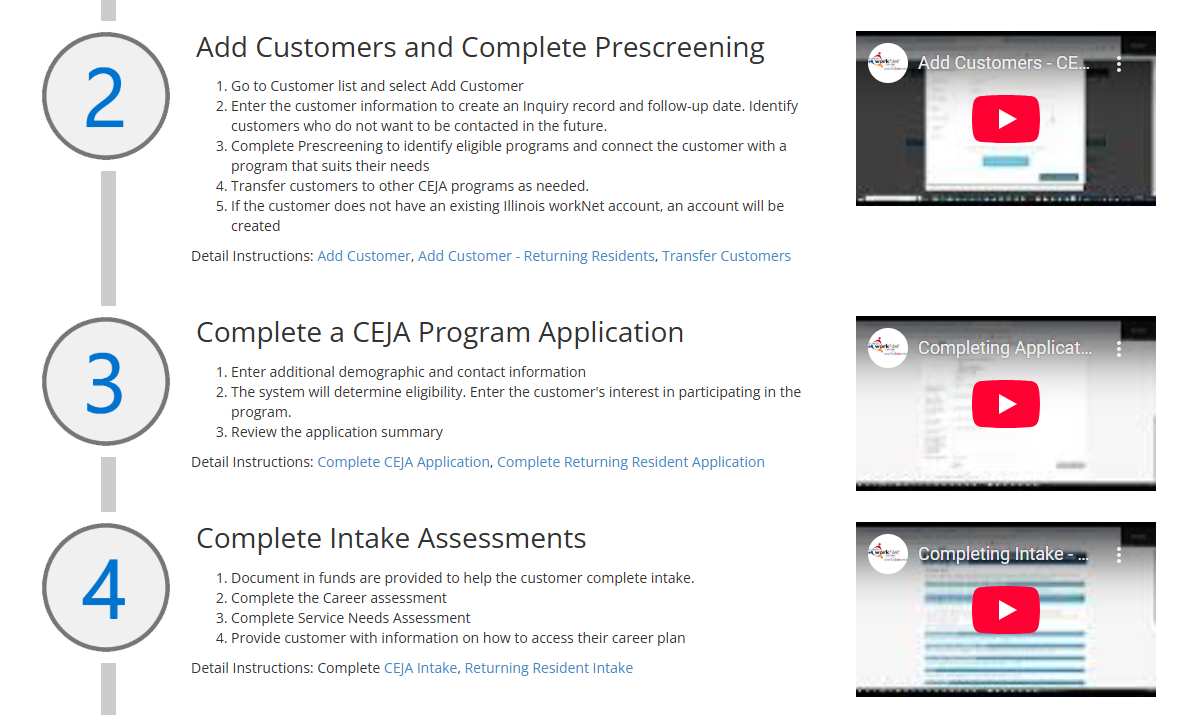 2
Add Customers and Complete Prescreening
1. Go to Customer list and select Add Customer
2. Enter the customer information to create an Inquiry record and follow-up date. Identify
customers who do not want to be contacted in the future.
3. Complete Prescreening to identify eligible programs and connect the customer with a
program that suits their needs
4. Transfer customers to other CEJA programs as needed.
5. If the customer does not have an existing Illinois workNet account, an account will be
created
Detail Instructions: Add Customer, Add Customer - Returning Residents, Transfer Customers
Add Customers - CE...
3
Complete a CEJA Program Application
1. Enter additional demographic and contact information
2. The system will determine eligibility. Enter the customer's interest in participating in the
program.
3. Review the application summary
Detail Instructions: Complete CEJA Application, Complete Returning Resident Application
Completing Applicat...
4
Complete Intake Assessments
1. Document in funds are provided to help the customer complete intake.
2. Complete the Career assessment
3. Complete Service Needs Assessment
4. Provide customer with information on how to access their career plan
Detail Instructions: Complete CEJA Intake, Returning Resident Intake
Completing Intake - ...